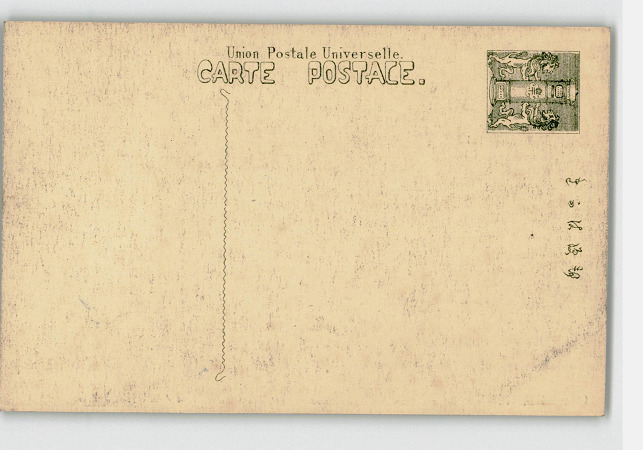 Union Postale Universelle.
CARTE POSTALE.